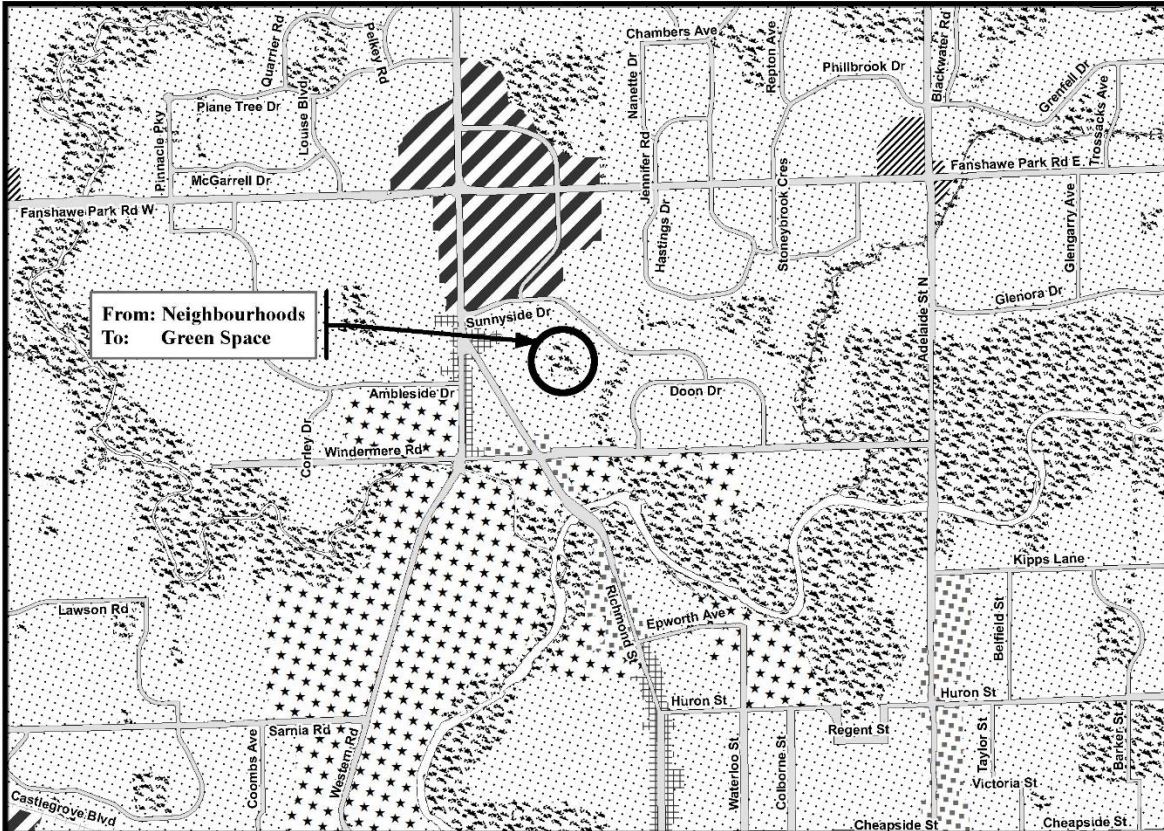 Quarrier Rd
Pelkey Rd
Chambers Ave
Repton Ave
Blackwater Rd
Phillbrook Dr
Grenfell Dr
Nanette Dr
Plane Tree Dr
Louise Blvd
Trossacks Ave
Pinnacle Pky
McGarrell Dr
Jennifer Rd
Fanshawe Park Rd E
Fanshawe Park Rd W
Hastings Dr
Stoneybrook Cres
Glengarry Ave
Glenora Dr
From: Neighbourhoods
To: Green Space
Sunnyside Dr
Adelaide St N
Ambleside Dr
Doon Dr
Corley Dr
Windermere Rd
Kipps Lane
Lawson Rd
Richmond St
Epworth Ave
Belfield St
Huron St
Huron St
Sarnia Rd
Regent St
Coombs Ave
Western Rd
Waterloo St
Colborne St
Taylor St
Barker St
Victoria St
Castlegrove Blvd
Cheapside St
Cheapside St